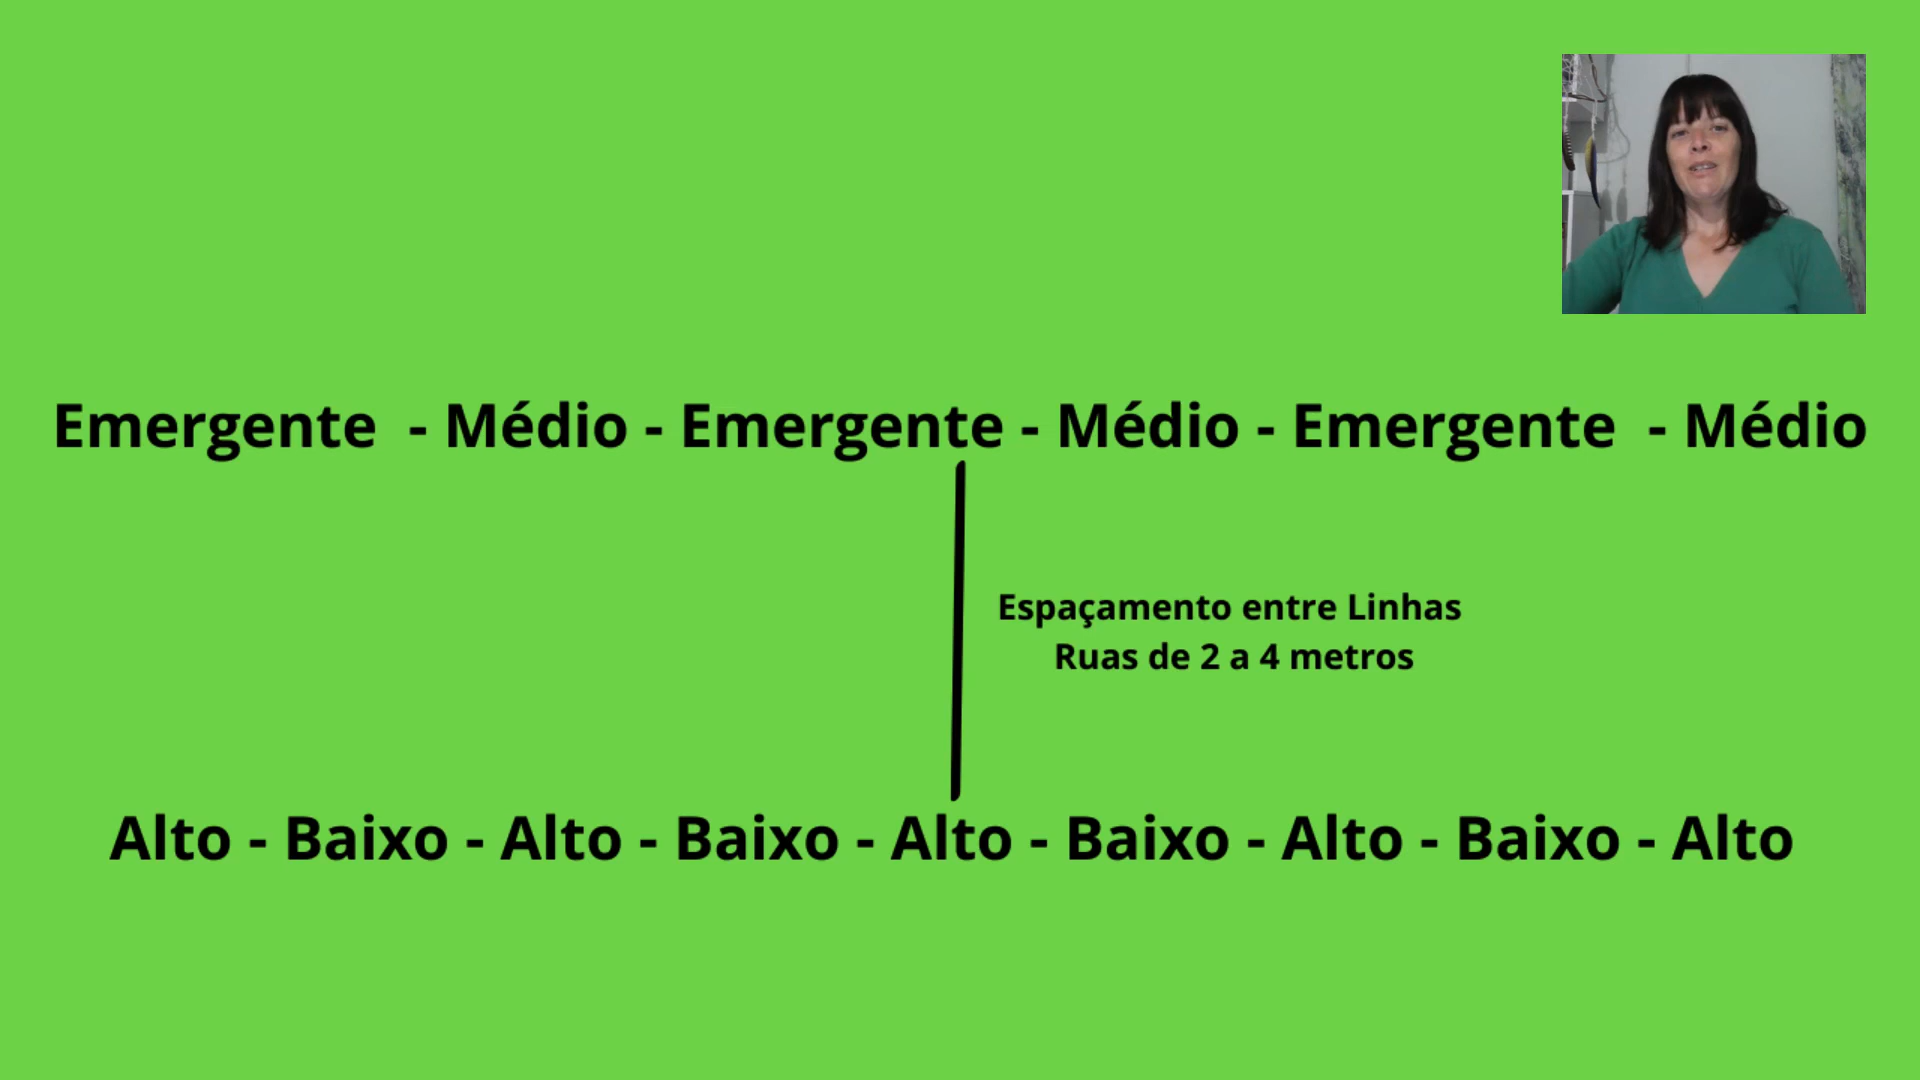 Emergente - Médio - Emergente - Médio - Emergente - Médio
Espaçamento entre Linhas
Ruas de 2 a 4 metros
Alto - Baixo - Alto - Baixo - Alto - Baixo - Alto - Baixo - Alto